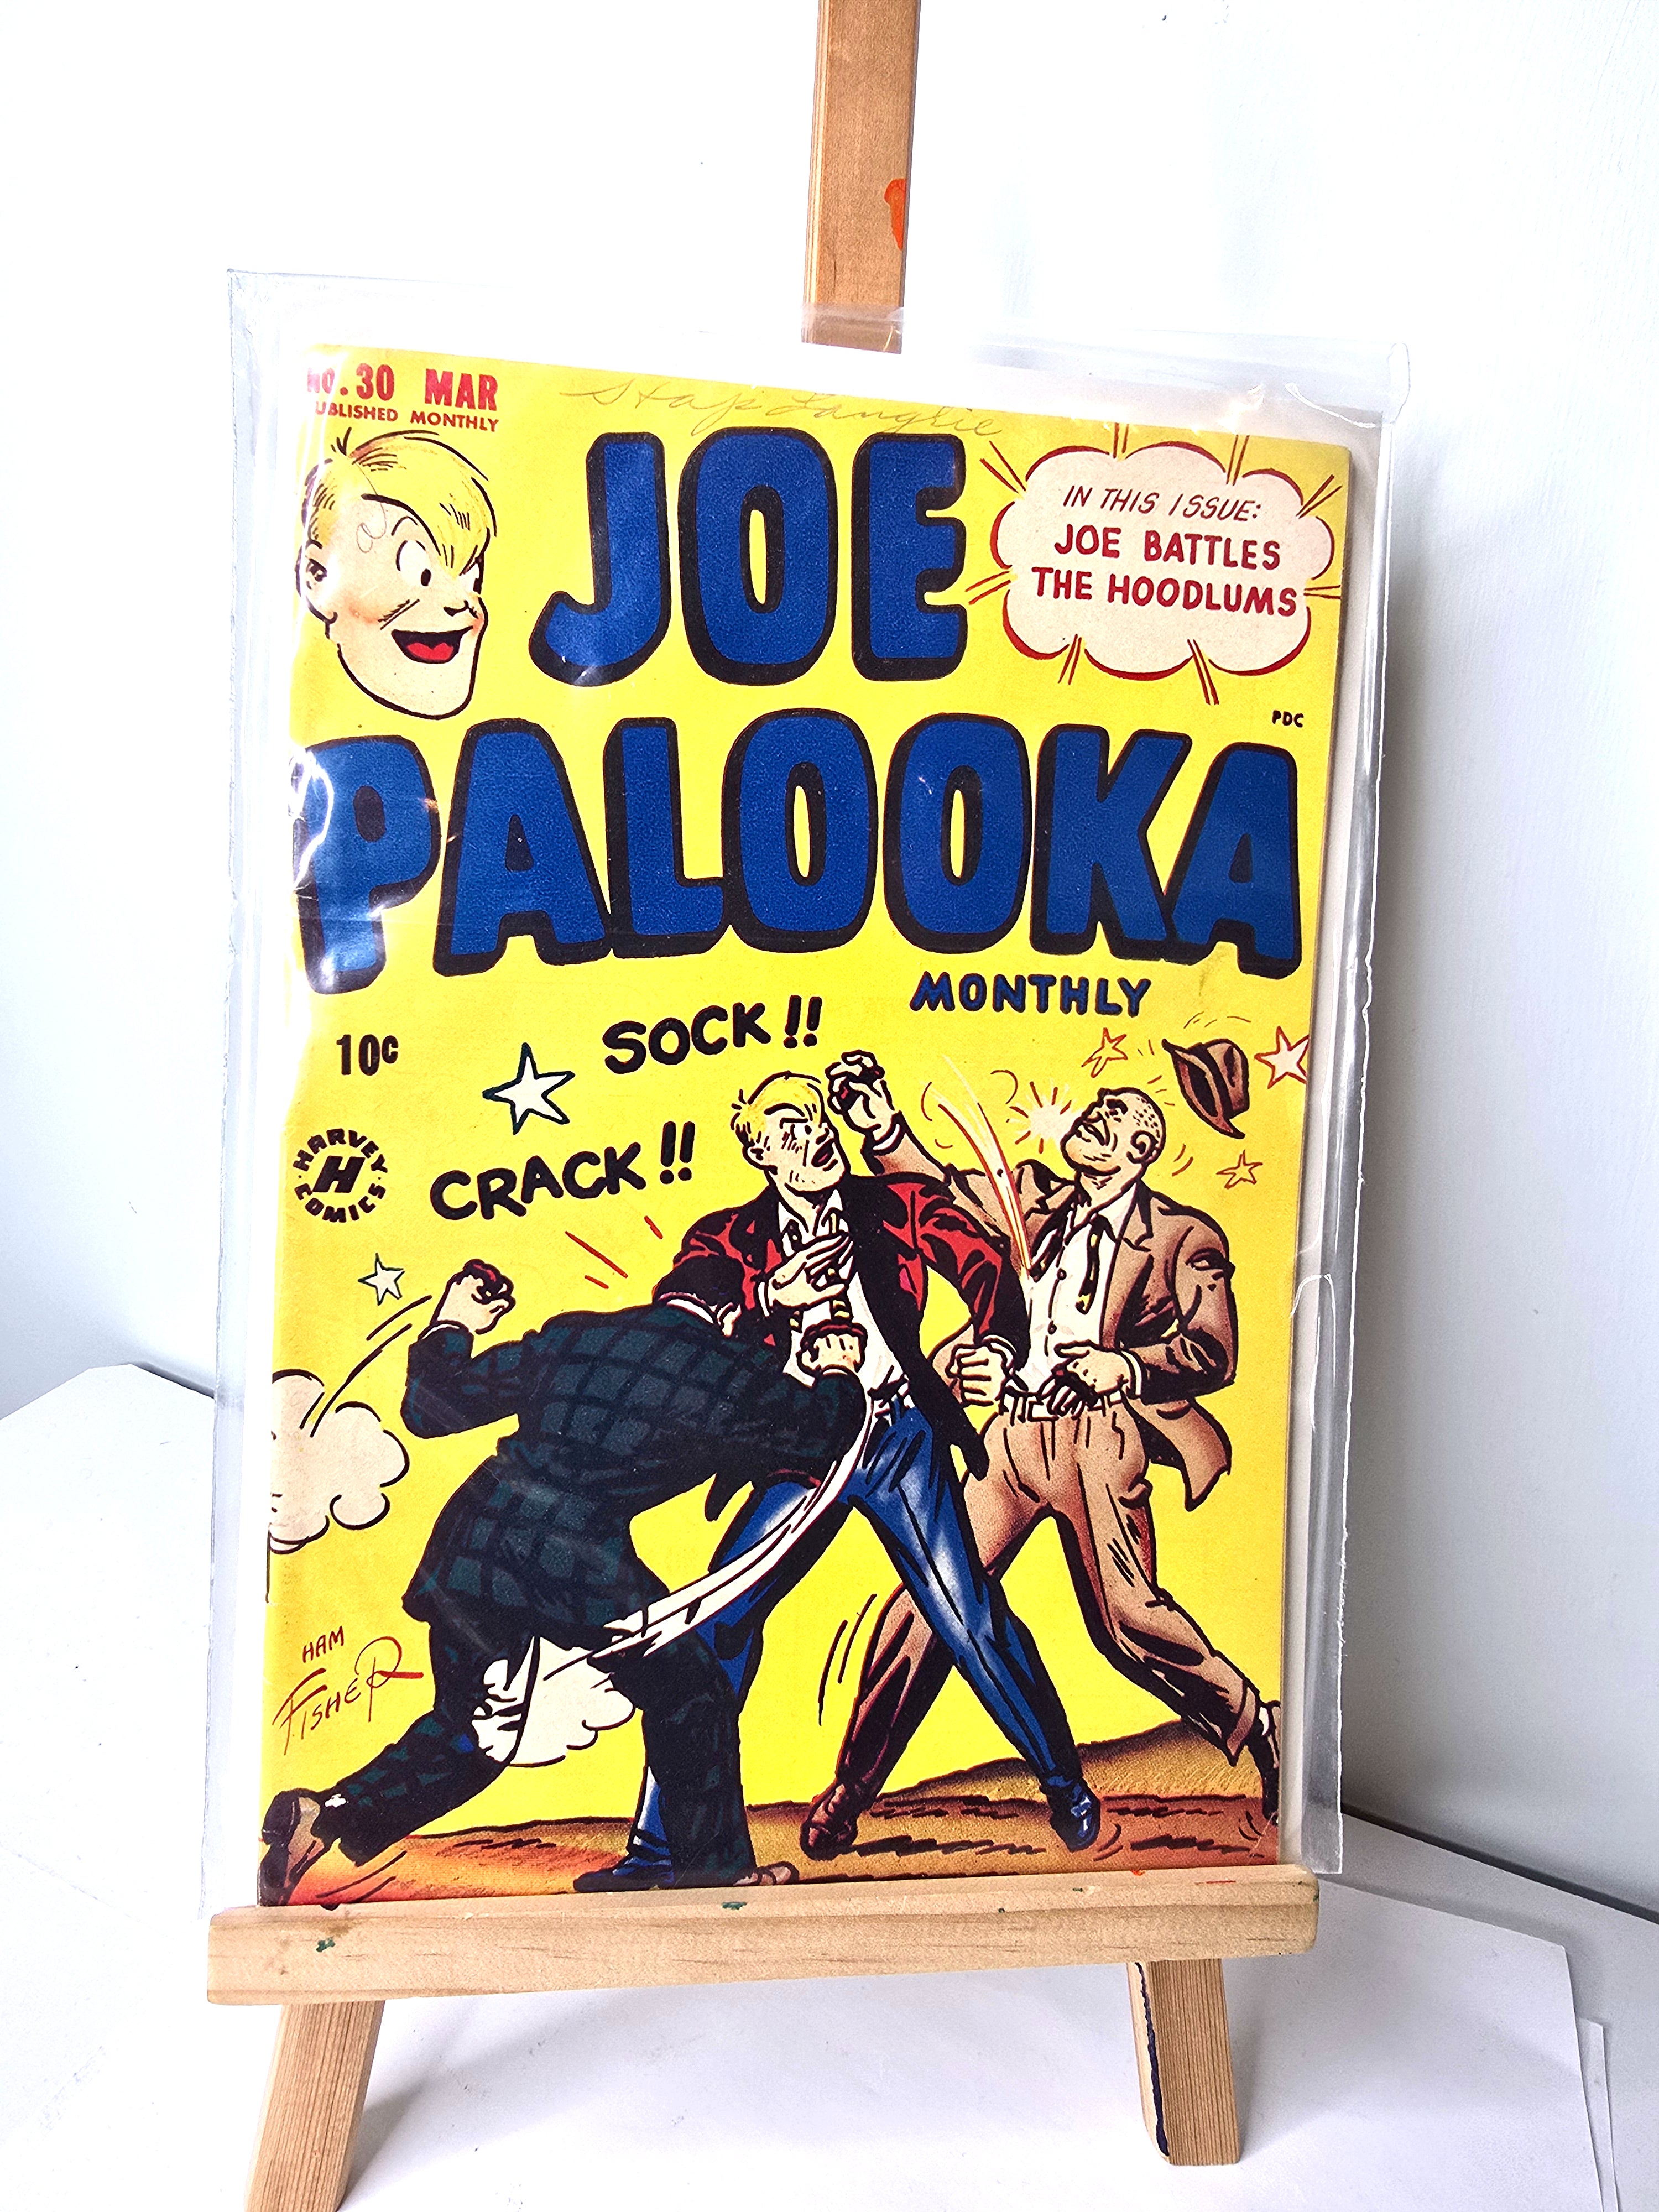 NO. 30 MAR
PUBLISHED MONTHLY
JOE
PALOOKA
MONTHLY
IN THIS ISSUE:
JOE BATTLES
THE HOODLUMS
PDC
10¢
SOCK!!
CRACK!!
HARVEY
H
COMICS
HAM
FISHER